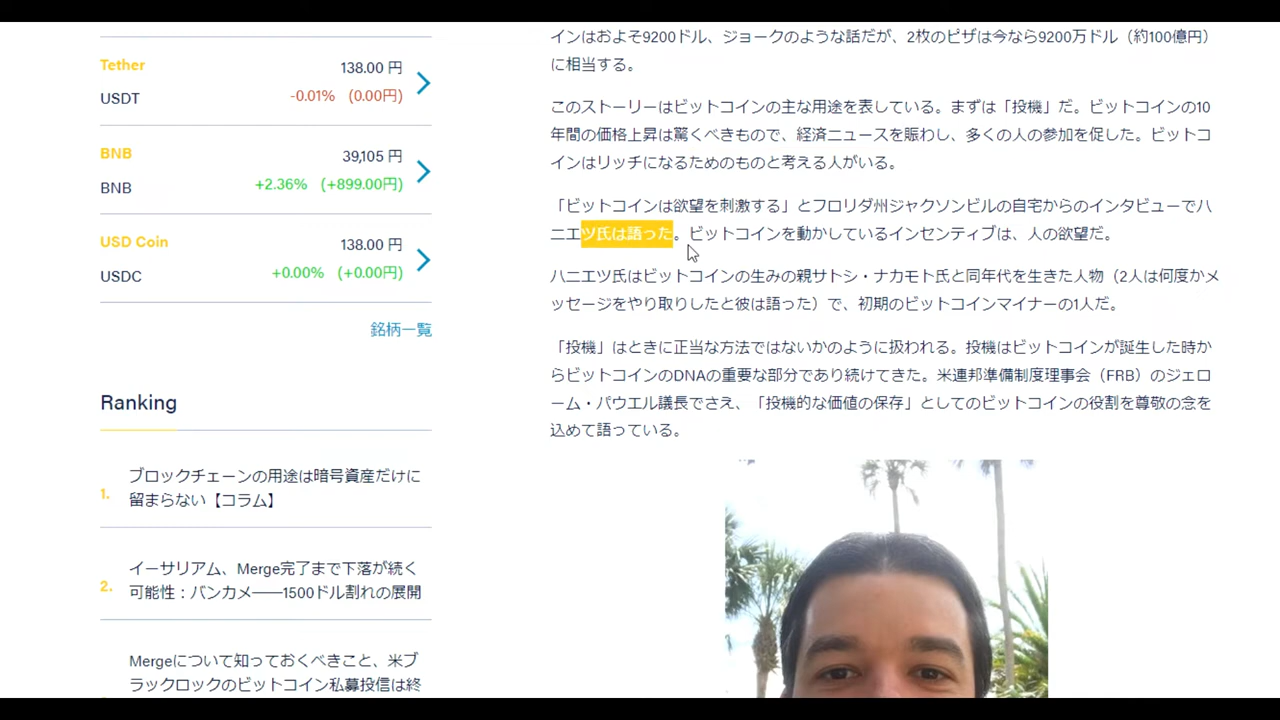 Tether
138.00 円
USDT
-0.01% (0.00円)
BNB
39,105 円
BNB
+2.36% (+899.00円)
USD Coin
138.00 円
USDC
+0.00% (+0.00円)
銘柄一覧
Ranking
1. ブロックチェーンの用途は暗号資産だけに
留まらない【コラム】
2. イーサリアム、Merge完了まで下落が続く
可能性：バンカメ——1500ドル割れの展開
Mergeについて知っておくべきこと、米ブ
ラックロックのビットコイン私募投信は終
インはおよそ9200ドル、ジョークのような話だが、2枚のピザは今なら9200万ドル（約100億円）
に相当する。
このストーリーはビットコインの主な用途を表している。まずは「投機」だ。ビットコインの10
年間の価格上昇は驚くべきもので、経済ニュースを賑わし、多くの人の参加を促した。ビットコ
インはリッチになるためのものと考える人がいる。
「ビットコインは欲望を刺激する」とフロリダ州ジャクソンビルの自宅からのインタビューでハ
ニエツ氏は語った。ビットコインを動かしているインセンティブは、人の欲望だ。
ハニエツ氏はビットコインの生みの親サトシ・ナカモト氏と同年代を生きた人物（2人は何度かメ
ッセージをやり取りしたと彼は語った）で、初期のビットコインマイナーの1人だ。
「投機」はときに正当な方法ではないかのように扱われる。投機はビットコインが誕生した時か
らビットコインのDNAの重要な部分であり続けてきた。米連邦準備制度理事会（FRB）のジェロ
ーム・パウエル議長でさえ、「投機的な価値の保存」としてのビットコインの役割を尊敬の念を
込めて語っている。